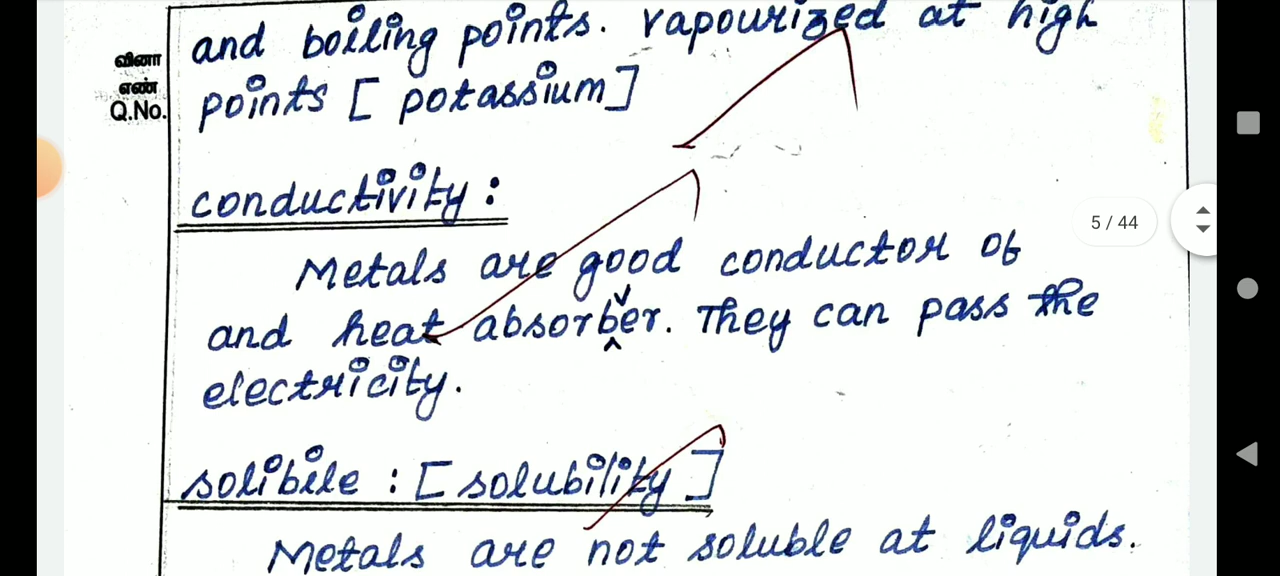 and boiling points. vapourized at high
வினா
எண்
Q.No.
points [ potassium ]
conductivity :
5 / 44
Metals are good conductor of
and heat absorber. They can pass the
electricity.
solibile : [ solubility ]
Metals are not soluble at liquids.